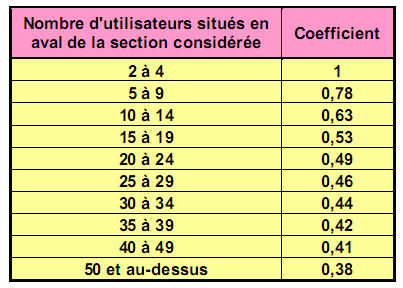 Nombre d'utilisateurs situés en
aval de la section considérée
Coefficient
2 à 4 1
5 à 9 0,78
10 à 14 0,63
15 à 19 0,53
20 à 24 0,49
25 à 29 0,46
30 à 34 0,44
35 à 39 0,42
40 à 49 0,41
50 et au-dessus 0,38